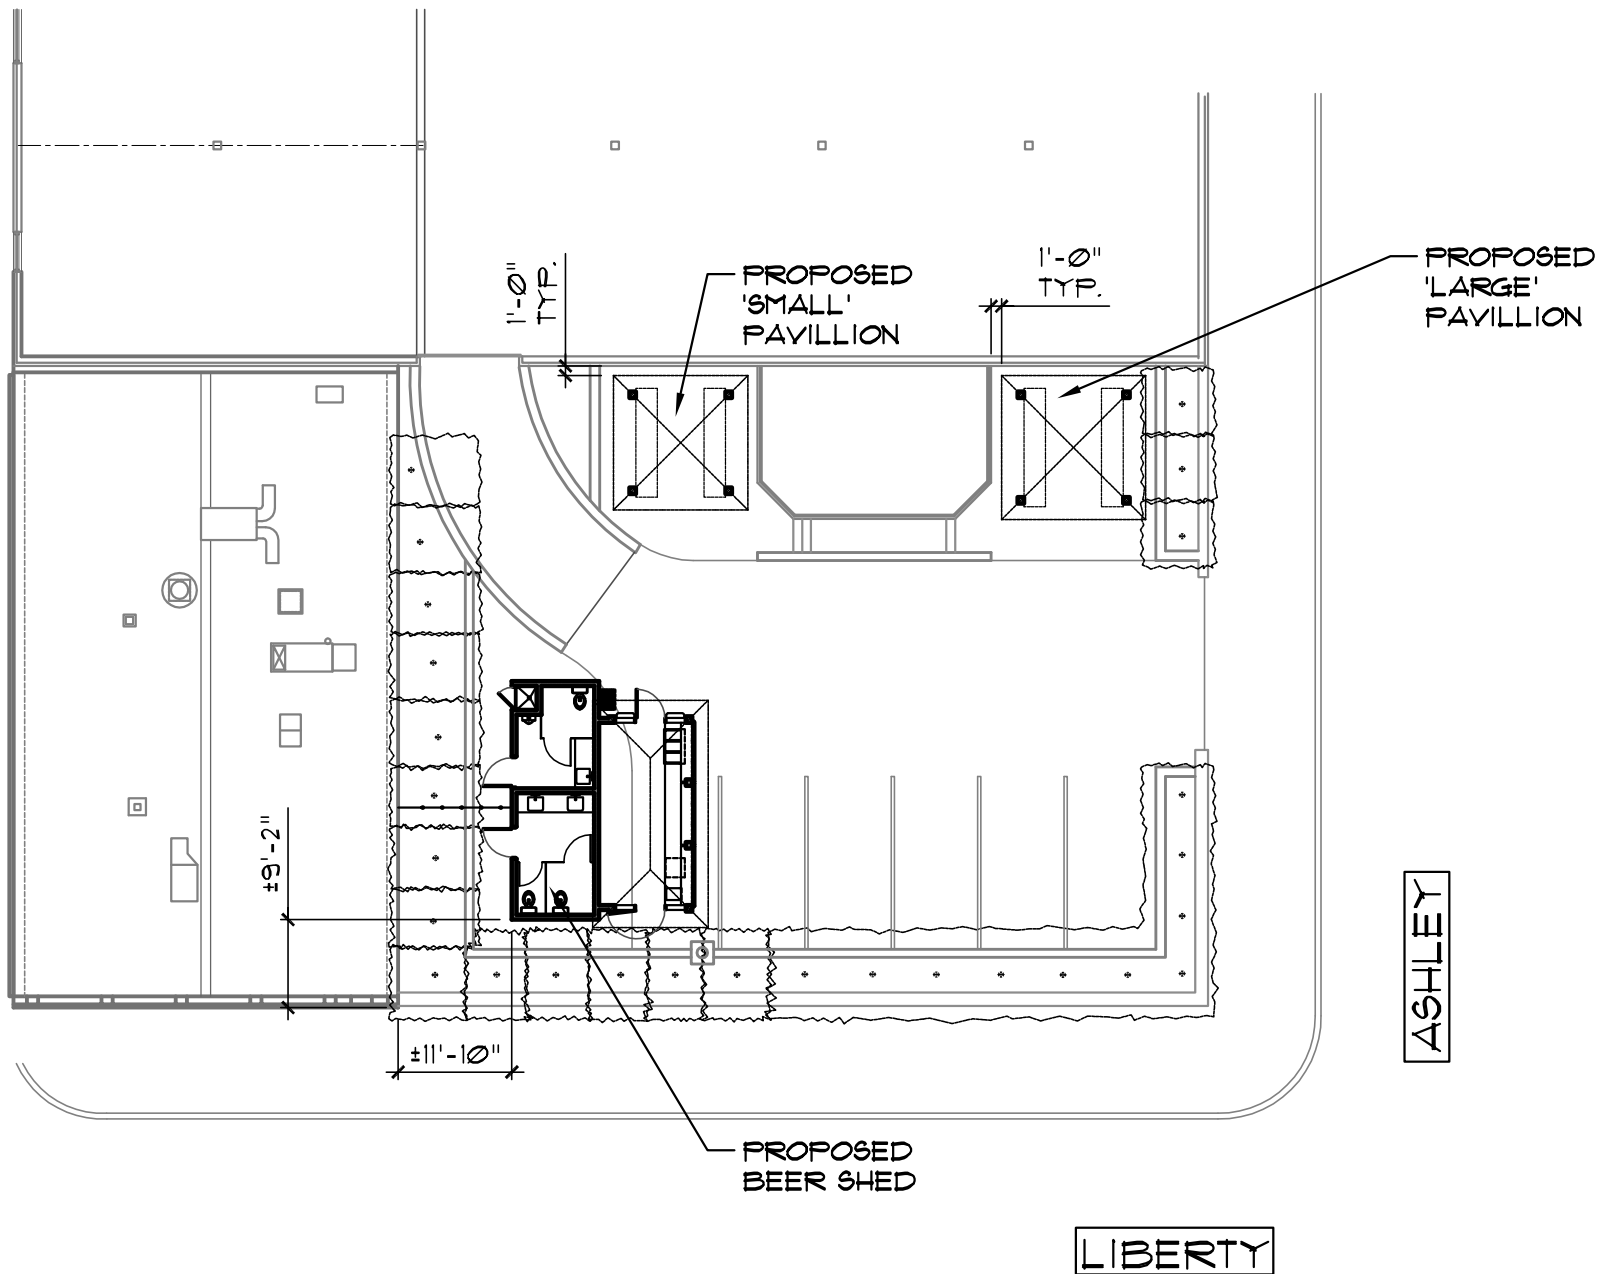 PROPOSED
'SMALL'
PAVILLION
1'-0"
TYP.
1'-0"
TYP.
PROPOSED
'LARGE'
PAVILLION
±9'-2"
±11'-10"
PROPOSED
BEER SHED
ASHLEY
LIBERTY